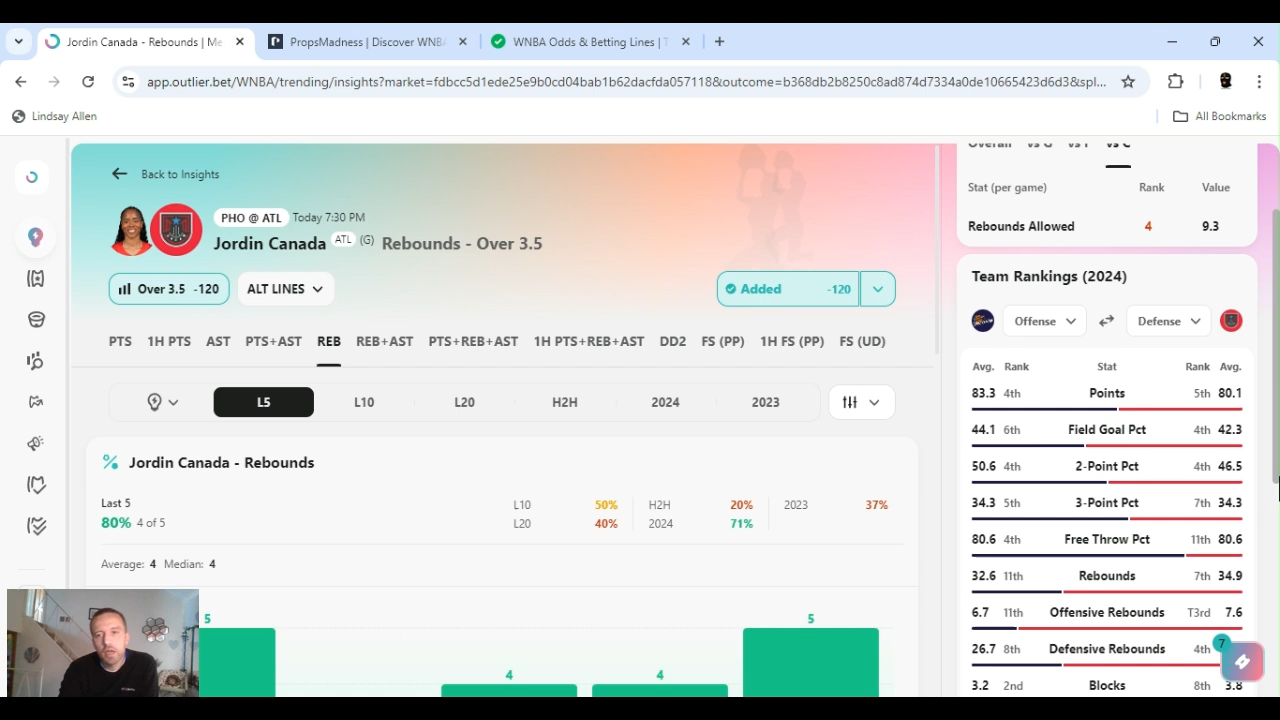 Jordin Canada - Rebounds | Me
PropsMadness | Discover WNB
WNBA Odds & Betting Lines | T
app.outlier.bet/WNBA/trending/insights?market=fdbcc5d1ede25e9b0cd04bab1b62dacfda057118&outcome=b368db2b8250c8ad874d7334a0de10665423d6d3&spl...
Lindsay Allen
All Bookmarks
Back to Insights
PHO @ ATL Today 7:30 PM
Jordin Canada ATL (G) Rebounds - Over 3.5
Over 3.5 -120 ALT LINES
Added -120
PTS 1H PTS AST PTS+AST REB REB+AST PTS+REB+AST 1H PTS+REB+AST DD2 FS (PP) 1H FS (PP) FS (UD)
L5 L10 L20 H2H 2024 2023
Jordin Canada - Rebounds
Last 5
80% 4 of 5
L10 50% H2H 20% 2023 37%
L20 40% 2024 71%
Average: 4 Median: 4
5
4
4
5
Stat (per game) Rank Value
Rebounds Allowed 4 9.3
Team Rankings (2024)
Offense Defense
Avg. Rank Stat Rank Avg.
83.3 4th Points 5th 80.1
44.1 6th Field Goal Pct 4th 42.3
50.6 4th 2-Point Pct 4th 46.5
34.3 5th 3-Point Pct 7th 34.3
80.6 4th Free Throw Pct 11th 80.6
32.6 11th Rebounds 7th 34.9
6.7 11th Offensive Rebounds T3rd 7.6
26.7 8th Defensive Rebounds 4th
7
3.2 2nd Blocks 8th 3.8